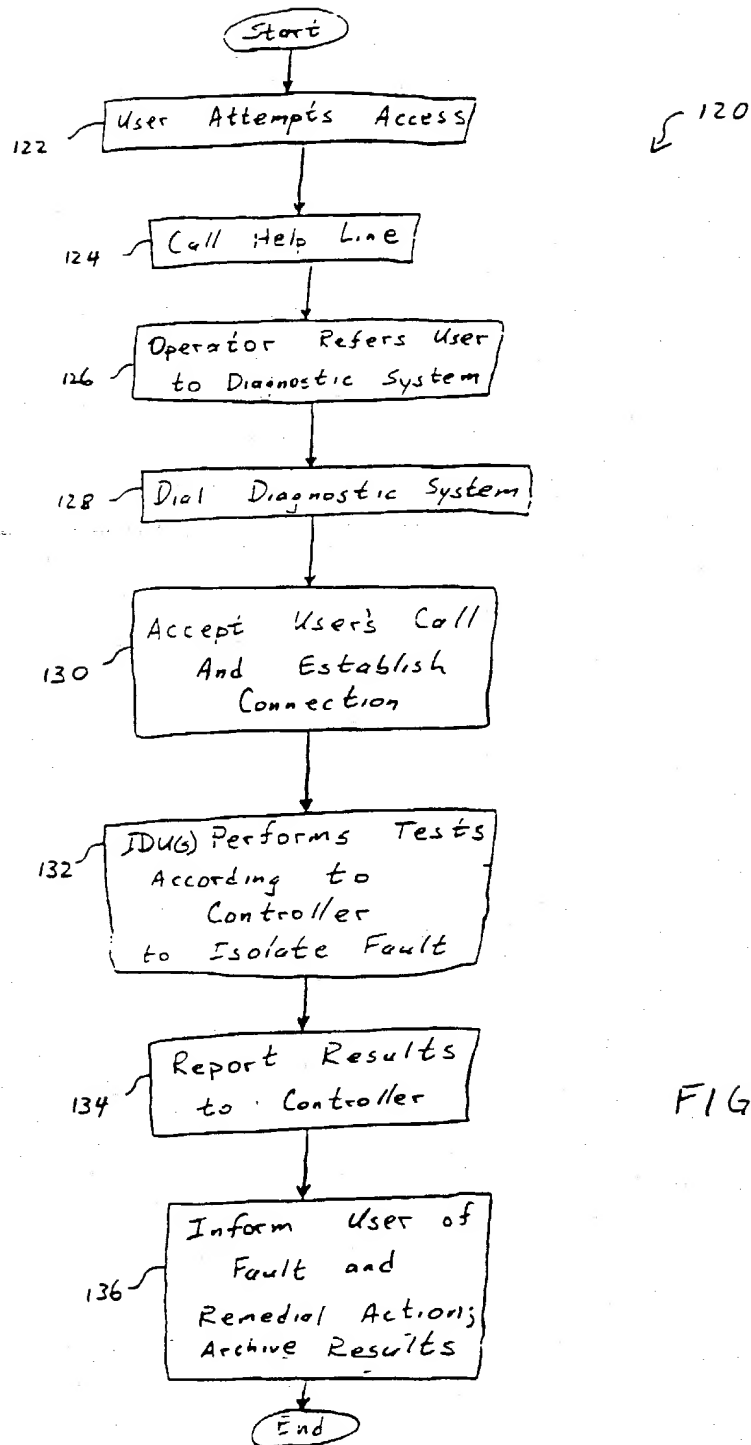 Start
User Attempts Access
122
120
Call Help Line
124
Operator Refers User
to Diagnostic System
126
Dial Diagnostic System
128
Accept User's Call
And Establish
Connection
130
IDU(s) Performs Tests
According to
Controller
to Isolate Fault
132
Report Results
to Controller
134
FIG
Inform User of
Fault and
Remedial Action;
Archive Results
136
End